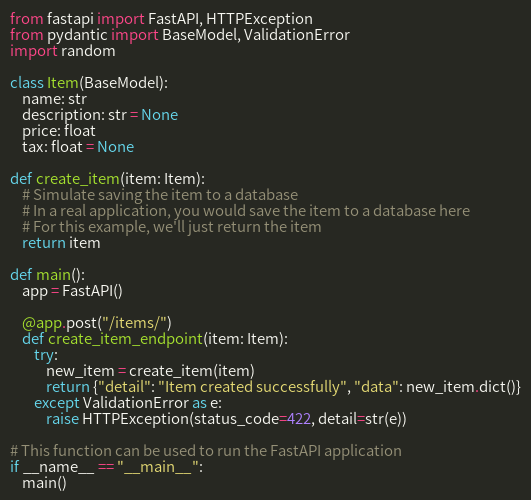 from fastapi import FastAPI, HTTPException
from pydantic import BaseModel, ValidationError
import random

class Item(BaseModel):
    name: str
    description: str = None
    price: float
    tax: float = None

def create_item(item: Item):
    # Simulate saving the item to a database
    # In a real application, you would save the item to a database here
    # For this example, we'll just return the item
    return item

def main():
    app = FastAPI()

    @app.post("/items/")
    def create_item_endpoint(item: Item):
        try:
            new_item = create_item(item)
            return {"detail": "Item created successfully", "data": new_item.dict()}
        except ValidationError as e:
            raise HTTPException(status_code=422, detail=str(e))

# This function can be used to run the FastAPI application
if __name__ == "__main__":
    main()